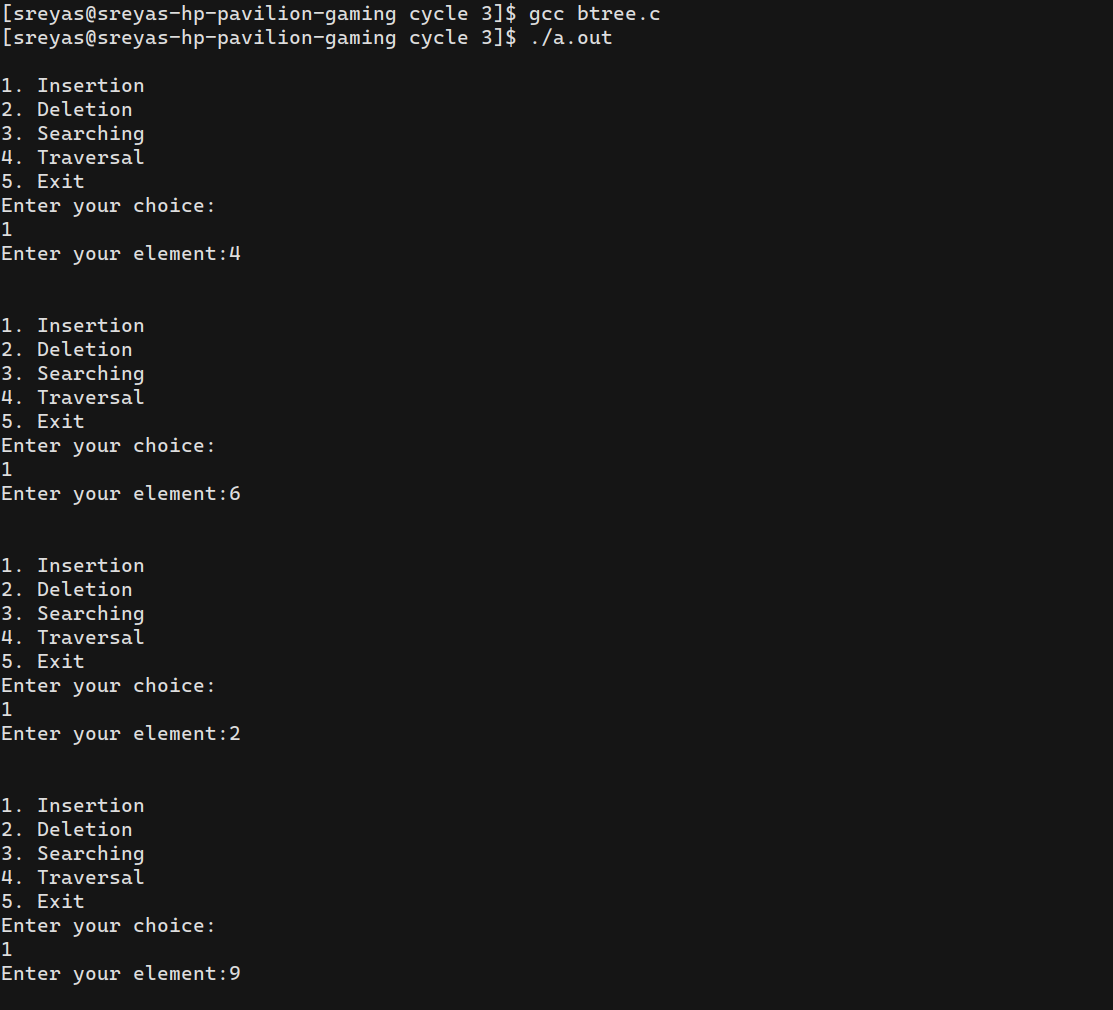 [sreyas@sreyas-hp-pavilion-gaming cycle 3]$ gcc btree.c
[sreyas@sreyas-hp-pavilion-gaming cycle 3]$ ./a.out
1. Insertion
2. Deletion
3. Searching
4. Traversal
5. Exit
Enter your choice:
1
Enter your element:4
1. Insertion
2. Deletion
3. Searching
4. Traversal
5. Exit
Enter your choice:
1
Enter your element:6
1. Insertion
2. Deletion
3. Searching
4. Traversal
5. Exit
Enter your choice:
1
Enter your element:2
1. Insertion
2. Deletion
3. Searching
4. Traversal
5. Exit
Enter your choice:
1
Enter your element:9